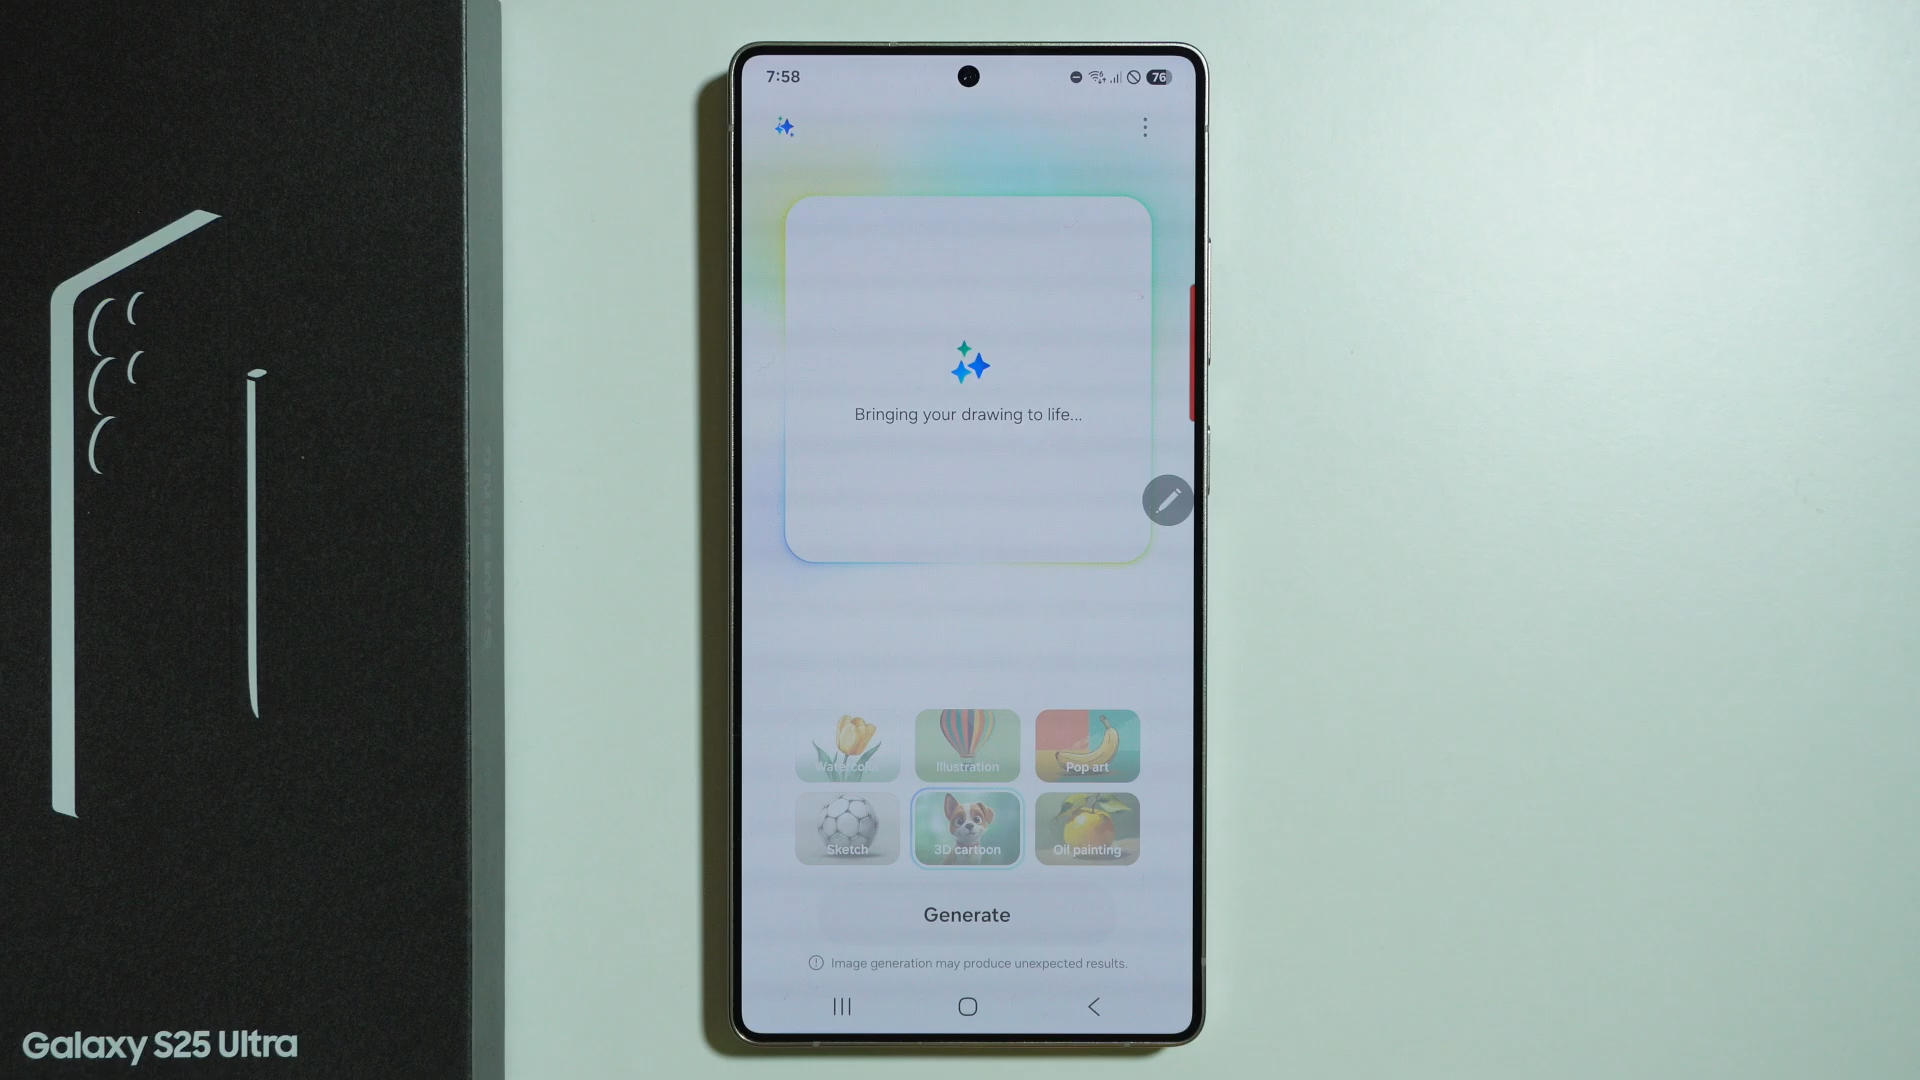 7:58
76
Bringing your drawing to life...
Watercolor
Illustration
Pop art
Sketch
3D cartoon
Oil painting
Generate
Image generation may produce unexpected results.
Galaxy S25 Ultra